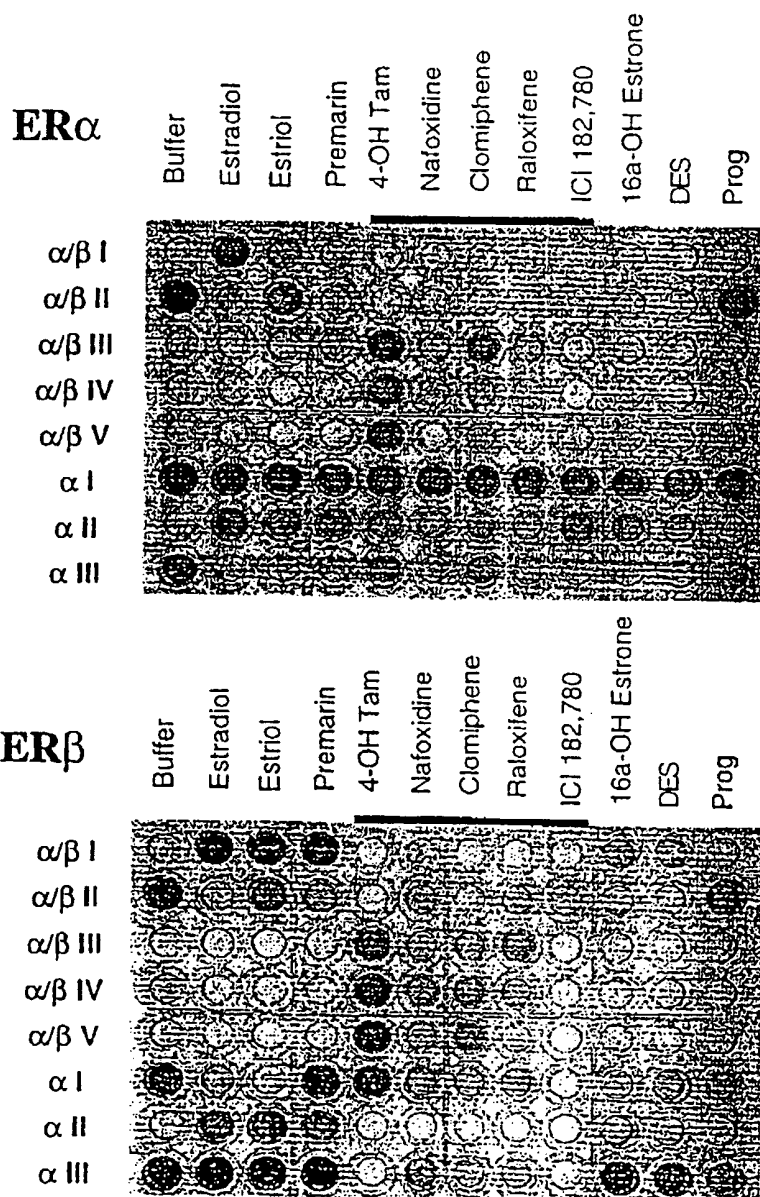 ERα
Buffer
Estradiol
Estriol
Premarin
4-OH Tam
Nafoxidine
Clomiphene
Raloxifene
ICI 182,780
16a-OH Estrone
DES
Prog
α/β I
α/β II
α/β III
α/β IV
α/β V
α I
α II
α III
ERβ
Buffer
Estradiol
Estriol
Premarin
4-OH Tam
Nafoxidine
Clomiphene
Raloxifene
ICI 182,780
16a-OH Estrone
DES
Prog
α/β I
α/β II
α/β III
α/β IV
α/β V
α I
α II
α III